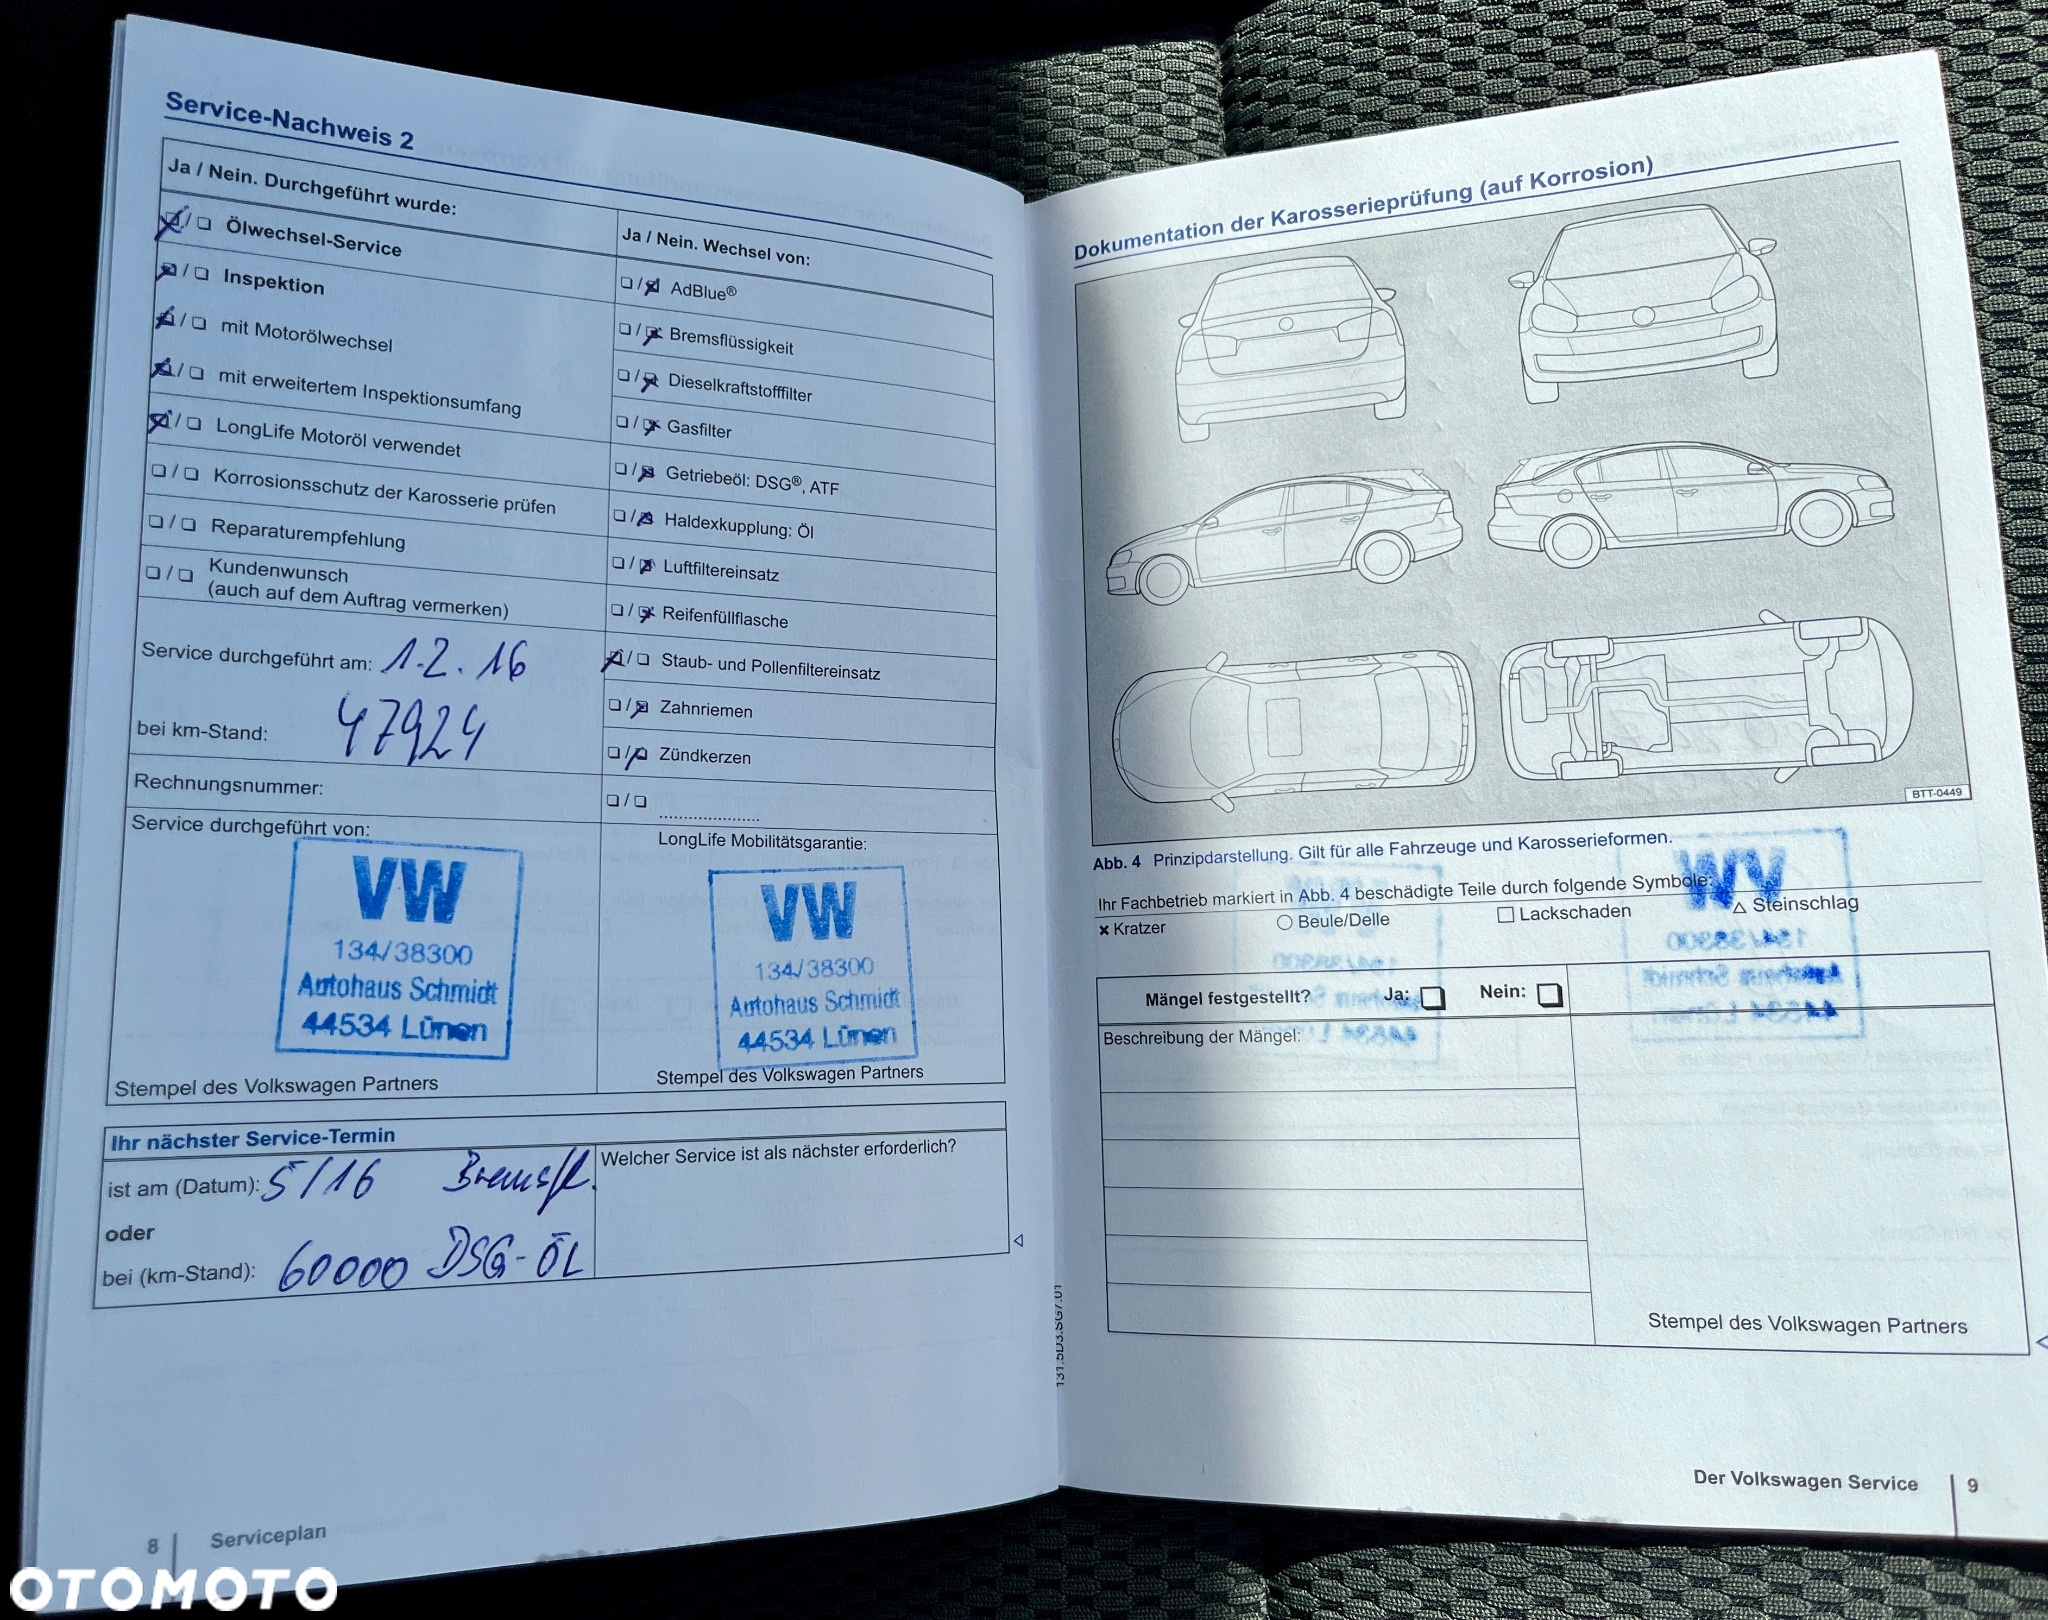 Service-Nachweis 2
Ja / Nein. Durchgeführt wurde:
Ölwechsel-Service
Inspektion
mit Motorölwechsel
mit erweitertem Inspektionsumfang
LongLife Motoröl verwendet
Korrosionsschutz der Karosserie prüfen
Reparaturempfehlung
Kundenwunsch
(auch auf dem Auftrag vermerken)
Service durchgeführt am: 1.2.16
bei km-Stand: 47924
Rechnungsnummer:
Service durchgeführt von:
VW
134/38300
Autohaus Schmidt
44534 Lünen
Stempel des Volkswagen Partners
Ja / Nein. Wechsel von:
AdBlue®
Bremsflüssigkeit
Dieselkraftstofffilter
Gasfilter
Getriebeöl: DSG®, ATF
Haldexkupplung: Öl
Luftfiltereinsatz
Reifenfüllflasche
Staub- und Pollenfiltereinsatz
Zahnriemen
Zündkerzen
LongLife Mobilitätsgarantie:
VW
134/38300
Autohaus Schmidt
44534 Lünen
Stempel des Volkswagen Partners
Ihr nächster Service-Termin
ist am (Datum): 5/16 Bremsfl.
oder
bei (km-Stand): 60000 DSG-ÖL
Welcher Service ist als nächster erforderlich?
8 Serviceplan
OTOMOTO
Dokumentation der Karosserieprüfung (auf Korrosion)
BTT-0449
Abb. 4 Prinzipdarstellung. Gilt für alle Fahrzeuge und Karosserieformen.
Ihr Fachbetrieb markiert in Abb. 4 beschädigte Teile durch folgende Symbole:
Kratzer Beule/Delle Lackschaden Steinschlag
Mängel festgestellt? Ja: Nein:
Beschreibung der Mängel:
Stempel des Volkswagen Partners
Der Volkswagen Service 9